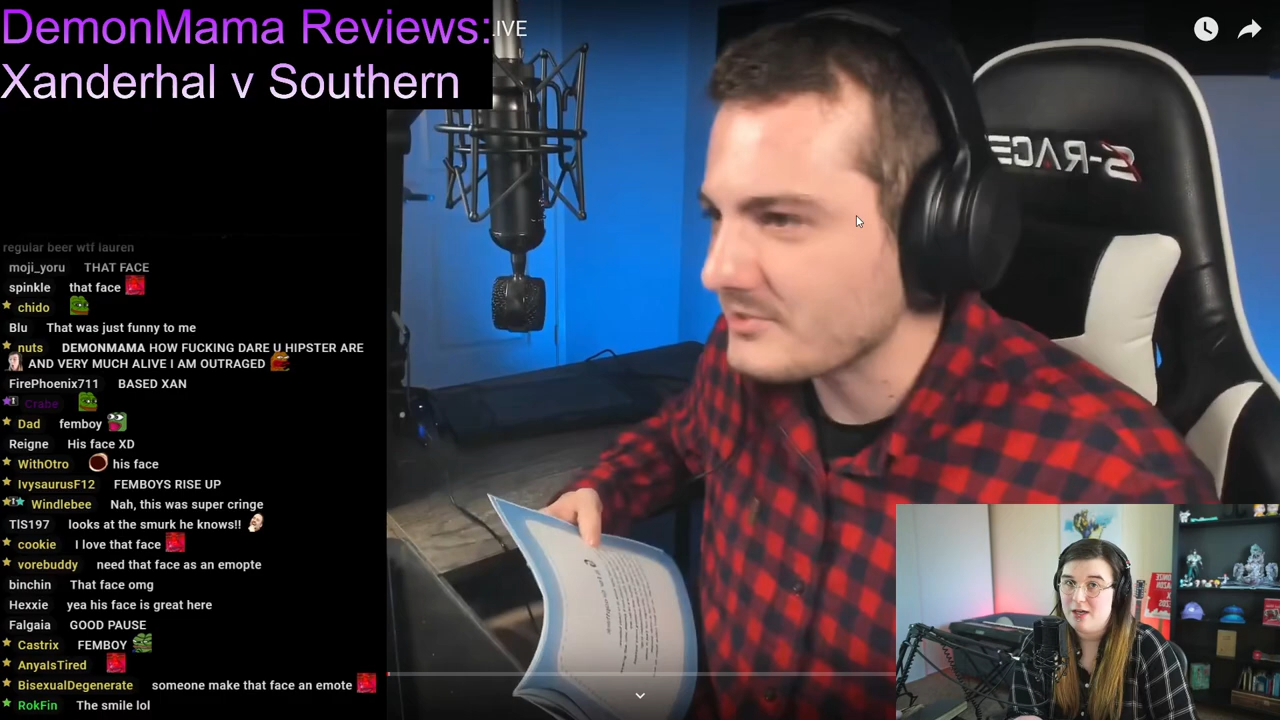 DemonMama Reviews:
Xanderhal v Southern
LIVE
regular beer wtf lauren
moji_yoru THAT FACE
spinkle that face
chido
Blu That was just funny to me
nuts DEMONMAMA HOW FUCKING DARE U HIPSTER ARE
AND VERY MUCH ALIVE I AM OUTRAGED
FirePhoenix711 BASED XAN
Crabe
Dad femboy
Reigne His face XD
WithOtro his face
IvysaurusF12 FEMBOYS RISE UP
Windlebee Nah, this was super cringe
TIS197 looks at the smurk he knows!!
cookie I love that face
vorebuddy need that face as an emopte
binchin That face omg
Hexxie yea his face is great here
Falgaia GOOD PAUSE
Castrix FEMBOY
AnyaIsTired
BisexualDegenerate someone make that face an emote
RokFin The smile lol
S-RACE